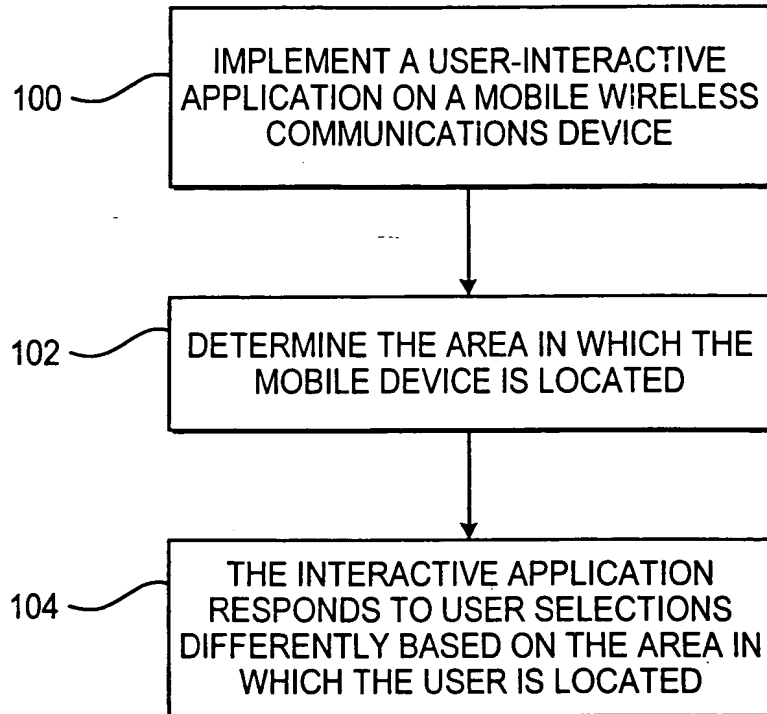 100
IMPLEMENT A USER-INTERACTIVE
APPLICATION ON A MOBILE WIRELESS
COMMUNICATIONS DEVICE
102
DETERMINE THE AREA IN WHICH THE
MOBILE DEVICE IS LOCATED
104
THE INTERACTIVE APPLICATION
RESPONDS TO USER SELECTIONS
DIFFERENTLY BASED ON THE AREA IN
WHICH THE USER IS LOCATED